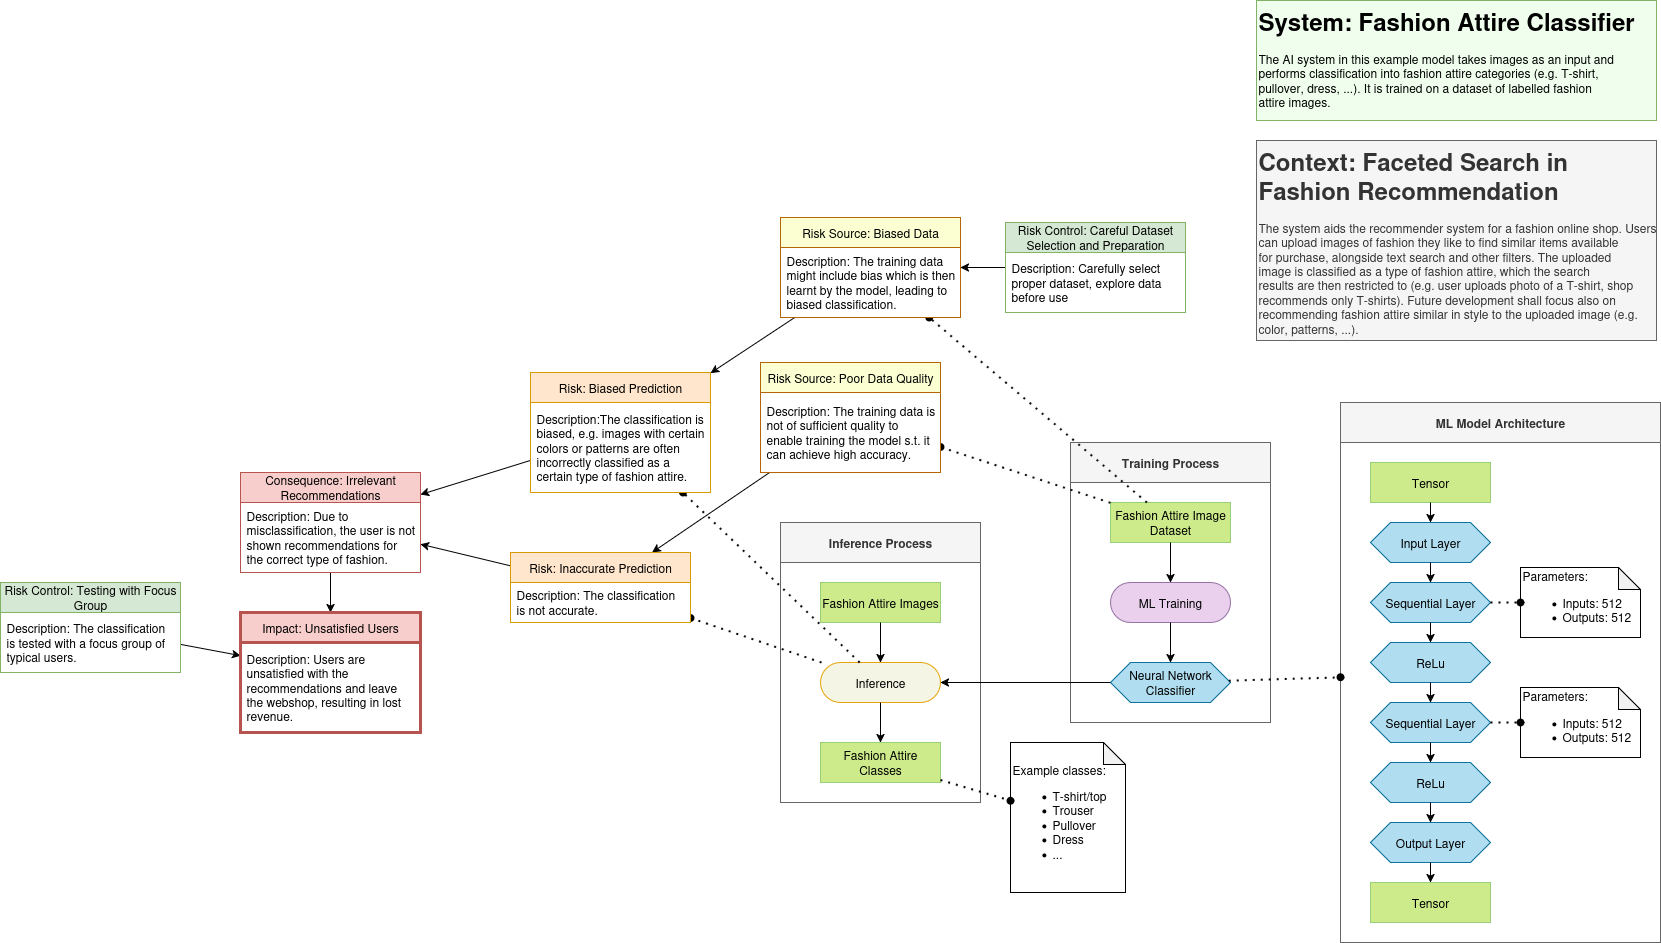 System: Fashion Attire Classifier
The AI system in this example model takes images as an input and
performs classification into fashion attire categories (e.g. T-shirt,
pullover, dress, ...). It is trained on a dataset of labelled fashion
attire images.
Context: Faceted Search in
Fashion Recommendation
The system aids the recommender system for a fashion online shop. Users
can upload images of fashion they like to find similar items available
for purchase, alongside text search and other filters. The uploaded
image is classified as a type of fashion attire, which the search
results are then restricted to (e.g. user uploads photo of a T-shirt, shop
recommends only T-shirts). Future development shall focus also on
recommending fashion attire similar in style to the uploaded image (e.g.
color, patterns, ...).
Risk Source: Biased Data
Description: The training data
might include bias which is then
learnt by the model, leading to
biased classification.
Risk Control: Careful Dataset
Selection and Preparation
Description: Carefully select
proper dataset, explore data
before use
Risk: Biased Prediction
Description:The classification is
biased, e.g. images with certain
colors or patterns are often
incorrectly classified as a
certain type of fashion attire.
Risk Source: Poor Data Quality
Description: The training data is
not of sufficient quality to
enable training the model s.t. it
can achieve high accuracy.
Consequence: Irrelevant
Recommendations
Description: Due to
misclassification, the user is not
shown recommendations for
the correct type of fashion.
Risk: Inaccurate Prediction
Description: The classification
is not accurate.
Risk Control: Testing with Focus
Group
Description: The classification
is tested with a focus group of
typical users.
Impact: Unsatisfied Users
Description: Users are
unsatisfied with the
recommendations and leave
the webshop, resulting in lost
revenue.
Inference Process
Fashion Attire Images
Inference
Fashion Attire
Classes
Training Process
Fashion Attire Image
Dataset
ML Training
Neural Network
Classifier
Example classes:
• T-shirt/top
• Trouser
• Pullover
• Dress
• ...
ML Model Architecture
Tensor
Input Layer
Sequential Layer
Parameters:
• Inputs: 512
• Outputs: 512
ReLu
Sequential Layer
Parameters:
• Inputs: 512
• Outputs: 512
ReLu
Output Layer
Tensor